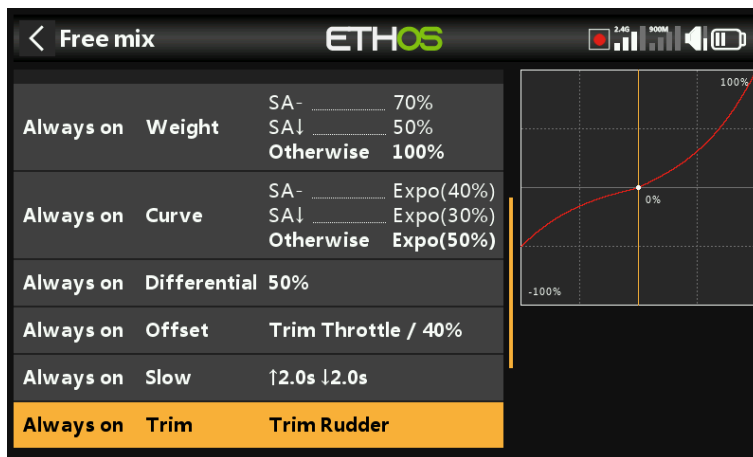 Free mix
ETHOS
2.4G 900M
Always on Weight
SA- 70%
SA↓ 50%
Otherwise 100%
Always on Curve
SA- Expo(40%)
SA↓ Expo(30%)
Otherwise Expo(50%)
Always on Differential 50%
Always on Offset Trim Throttle / 40%
Always on Slow ↑2.0s ↓2.0s
Always on Trim Trim Rudder
100%
0%
-100%